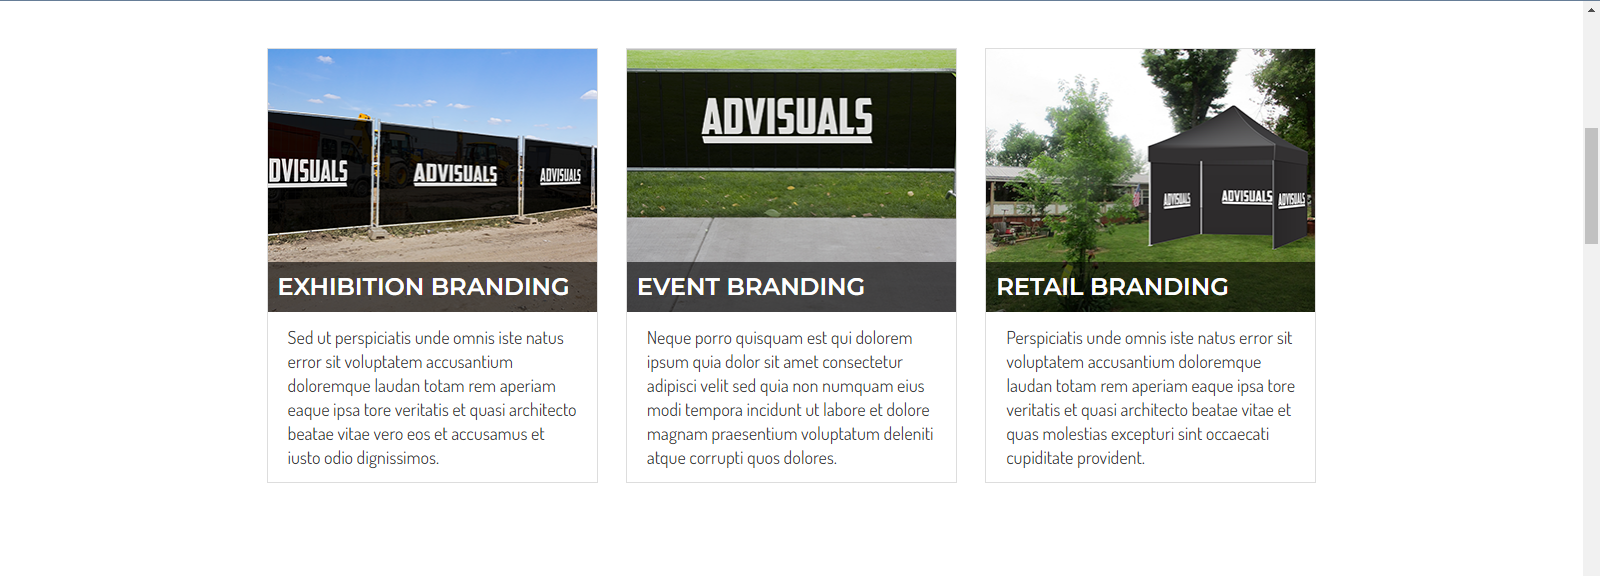 DVISUALS
ADVISUALS
ADVISUALS
EXHIBITION BRANDING
Sed ut perspiciatis unde omnis iste natus
error sit voluptatem accusantium
doloremque laudan totam rem aperiam
eaque ipsa tore veritatis et quasi architecto
beatae vitae vero eos et accusamus et
iusto odio dignissimos.
ADVISUALS
EVENT BRANDING
Neque porro quisquam est qui dolorem
ipsum quia dolor sit amet consectetur
adipisci velit sed quia non numquam eius
modi tempora incidunt ut labore et dolore
magnam praesentium voluptatum deleniti
atque corrupti quos dolores.
ADVISUALS
ADVISUALS
ADVISUALS
RETAIL BRANDING
Perspiciatis unde omnis iste natus error sit
voluptatem accusantium doloremque
laudan totam rem aperiam eaque ipsa tore
veritatis et quasi architecto beatae vitae et
quas molestias excepturi sint occaecati
cupiditate provident.